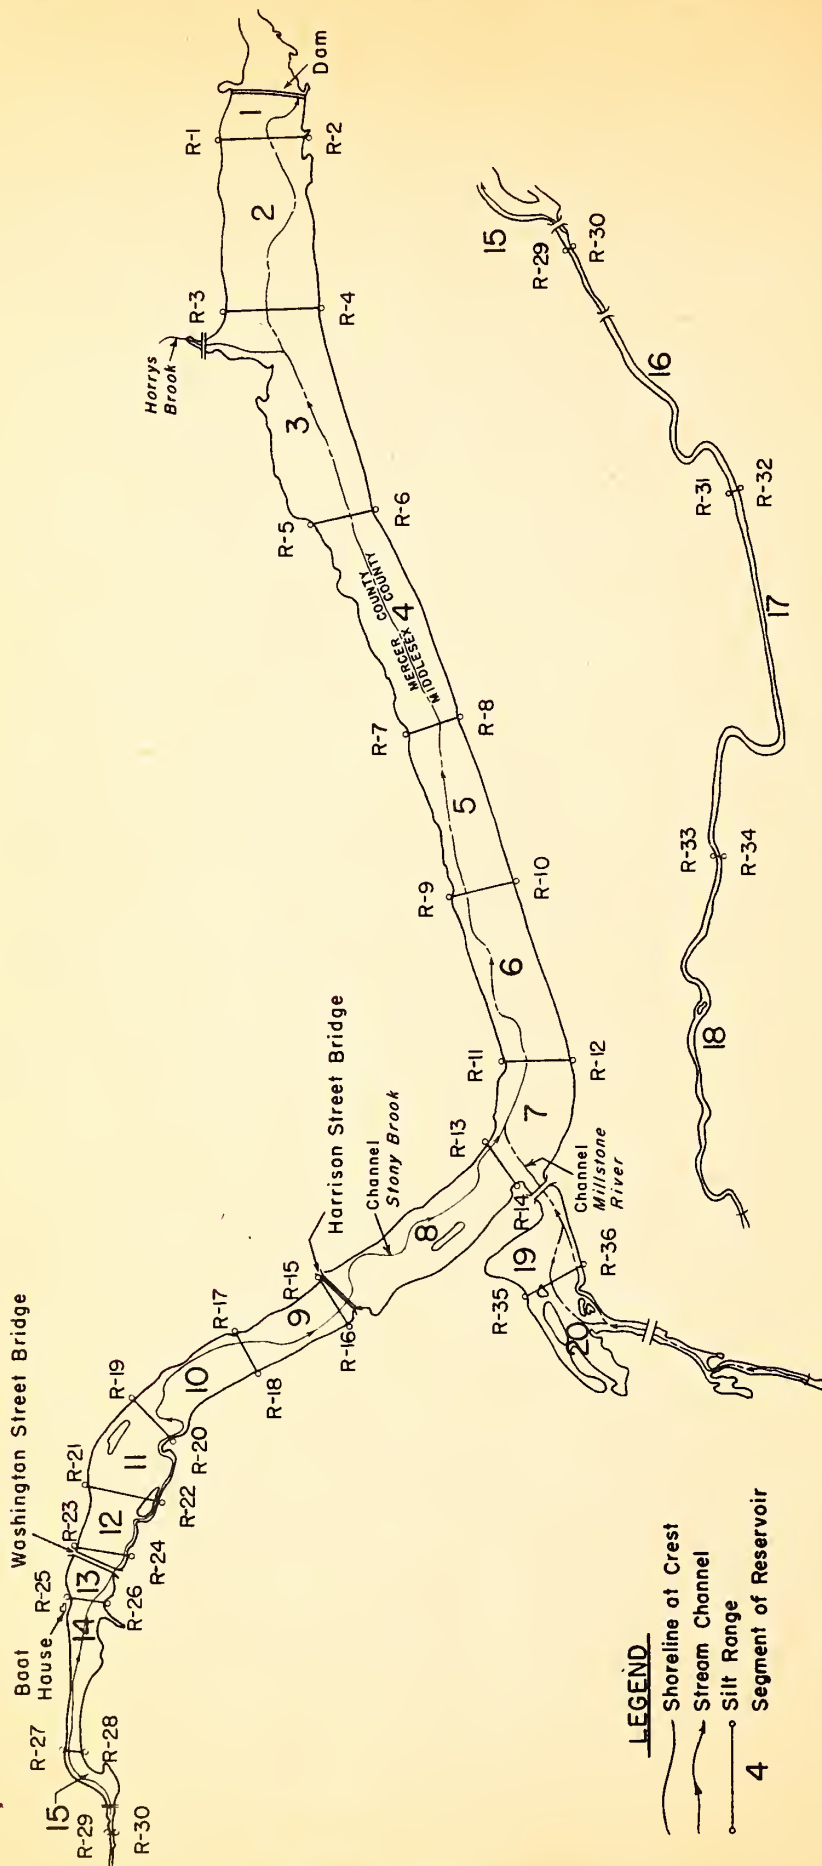 Dam
R-1
1
R-2
2
R-3
R-4
Horrys
Brook
3
R-5
R-6
MERCER COUNTY
MIDDLESEX COUNTY
4
R-7
R-8
5
R-9
R-10
6
R-11
R-12
7
R-13
R-14
Channel
Millstone
River
Harrison Street Bridge
Channel
Stony Brook
8
R-15
R-16
9
R-17
R-18
10
R-19
R-20
11
R-21
R-22
Washington Street Bridge
12
R-23
R-24
13
R-25
R-26
Boat
House
14
R-27
R-28
15
R-29
R-30
19
R-35
R-36
20
15
R-29
R-30
16
R-31
R-32
17
R-33
R-34
18
LEGEND
Shoreline at Crest
Stream Channel
Silt Range
4 Segment of Reservoir